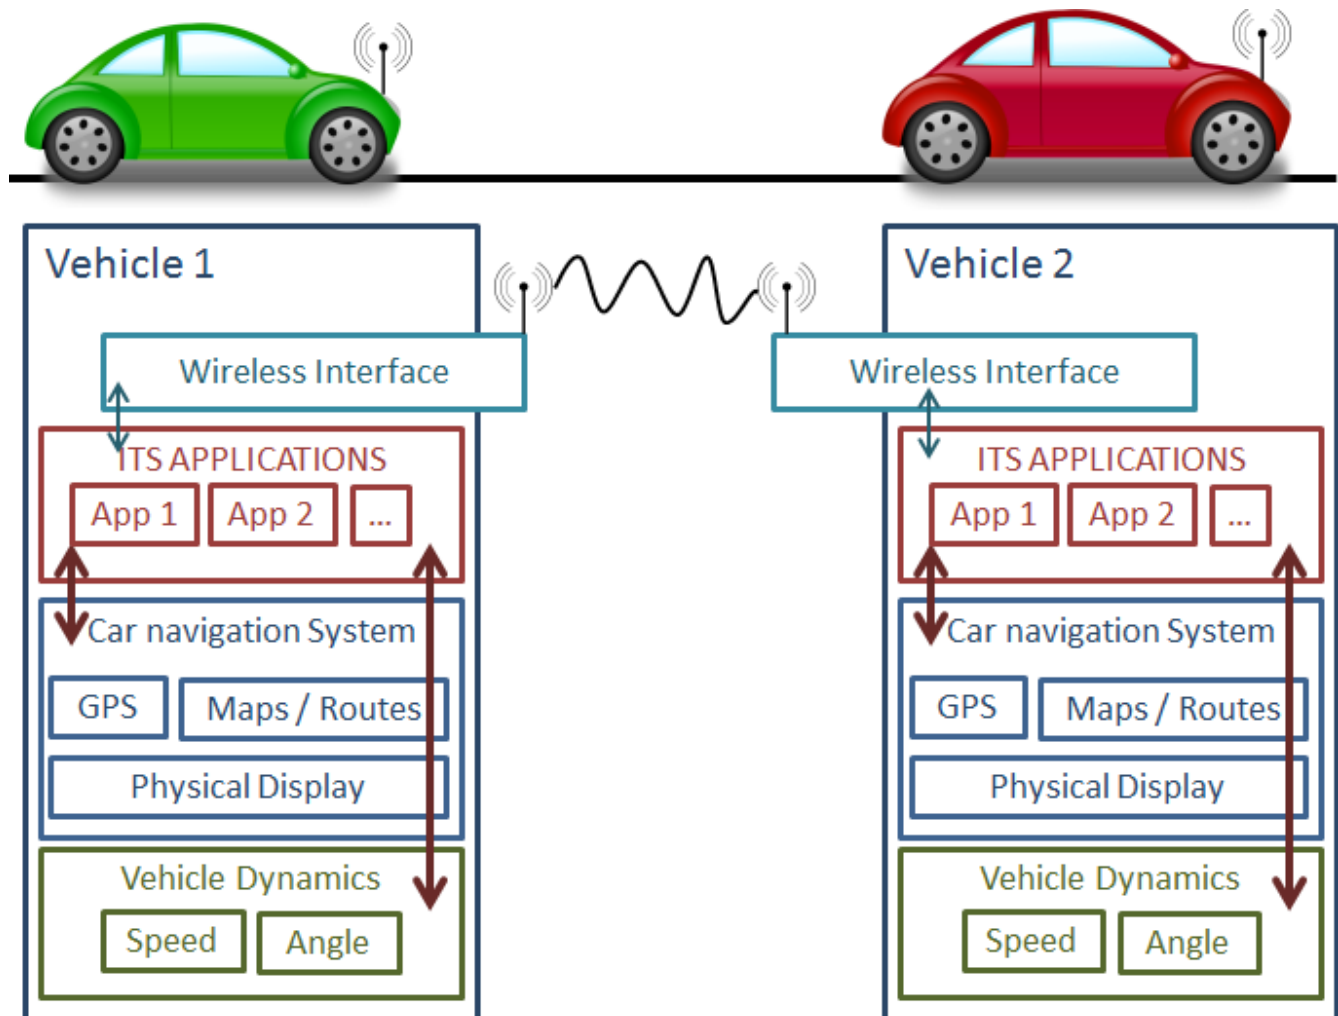 Vehicle 1
Wireless Interface
ITS APPLICATIONS
App 1 App 2 ...
Car navigation System
GPS Maps / Routes
Physical Display
Vehicle Dynamics
Speed Angle
Vehicle 2
Wireless Interface
ITS APPLICATIONS
App 1 App 2 ...
Car navigation System
GPS Maps / Routes
Physical Display
Vehicle Dynamics
Speed Angle